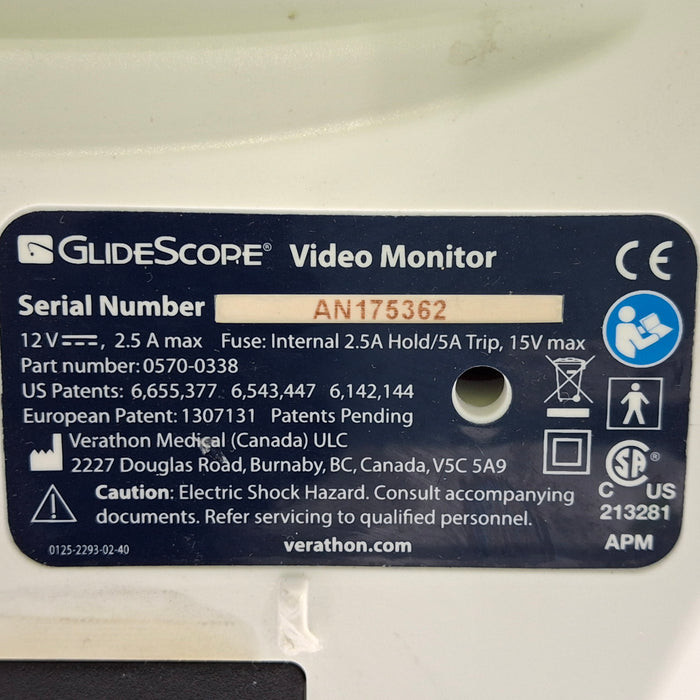 GLIDESCOPE® Video Monitor
CE
Serial Number AN175362
12 V⎓, 2.5 A max Fuse: Internal 2.5A Hold/5A Trip, 15V max
Part number: 0570-0338
US Patents: 6,655,377 6,543,447 6,142,144
European Patent: 1307131 Patents Pending
Verathon Medical (Canada) ULC
2227 Douglas Road, Burnaby, BC, Canada, V5C 5A9
SA®
C US
213281
Caution: Electric Shock Hazard. Consult accompanying
documents. Refer servicing to qualified personnel.
0125-2293-02-40
verathon.com
APM